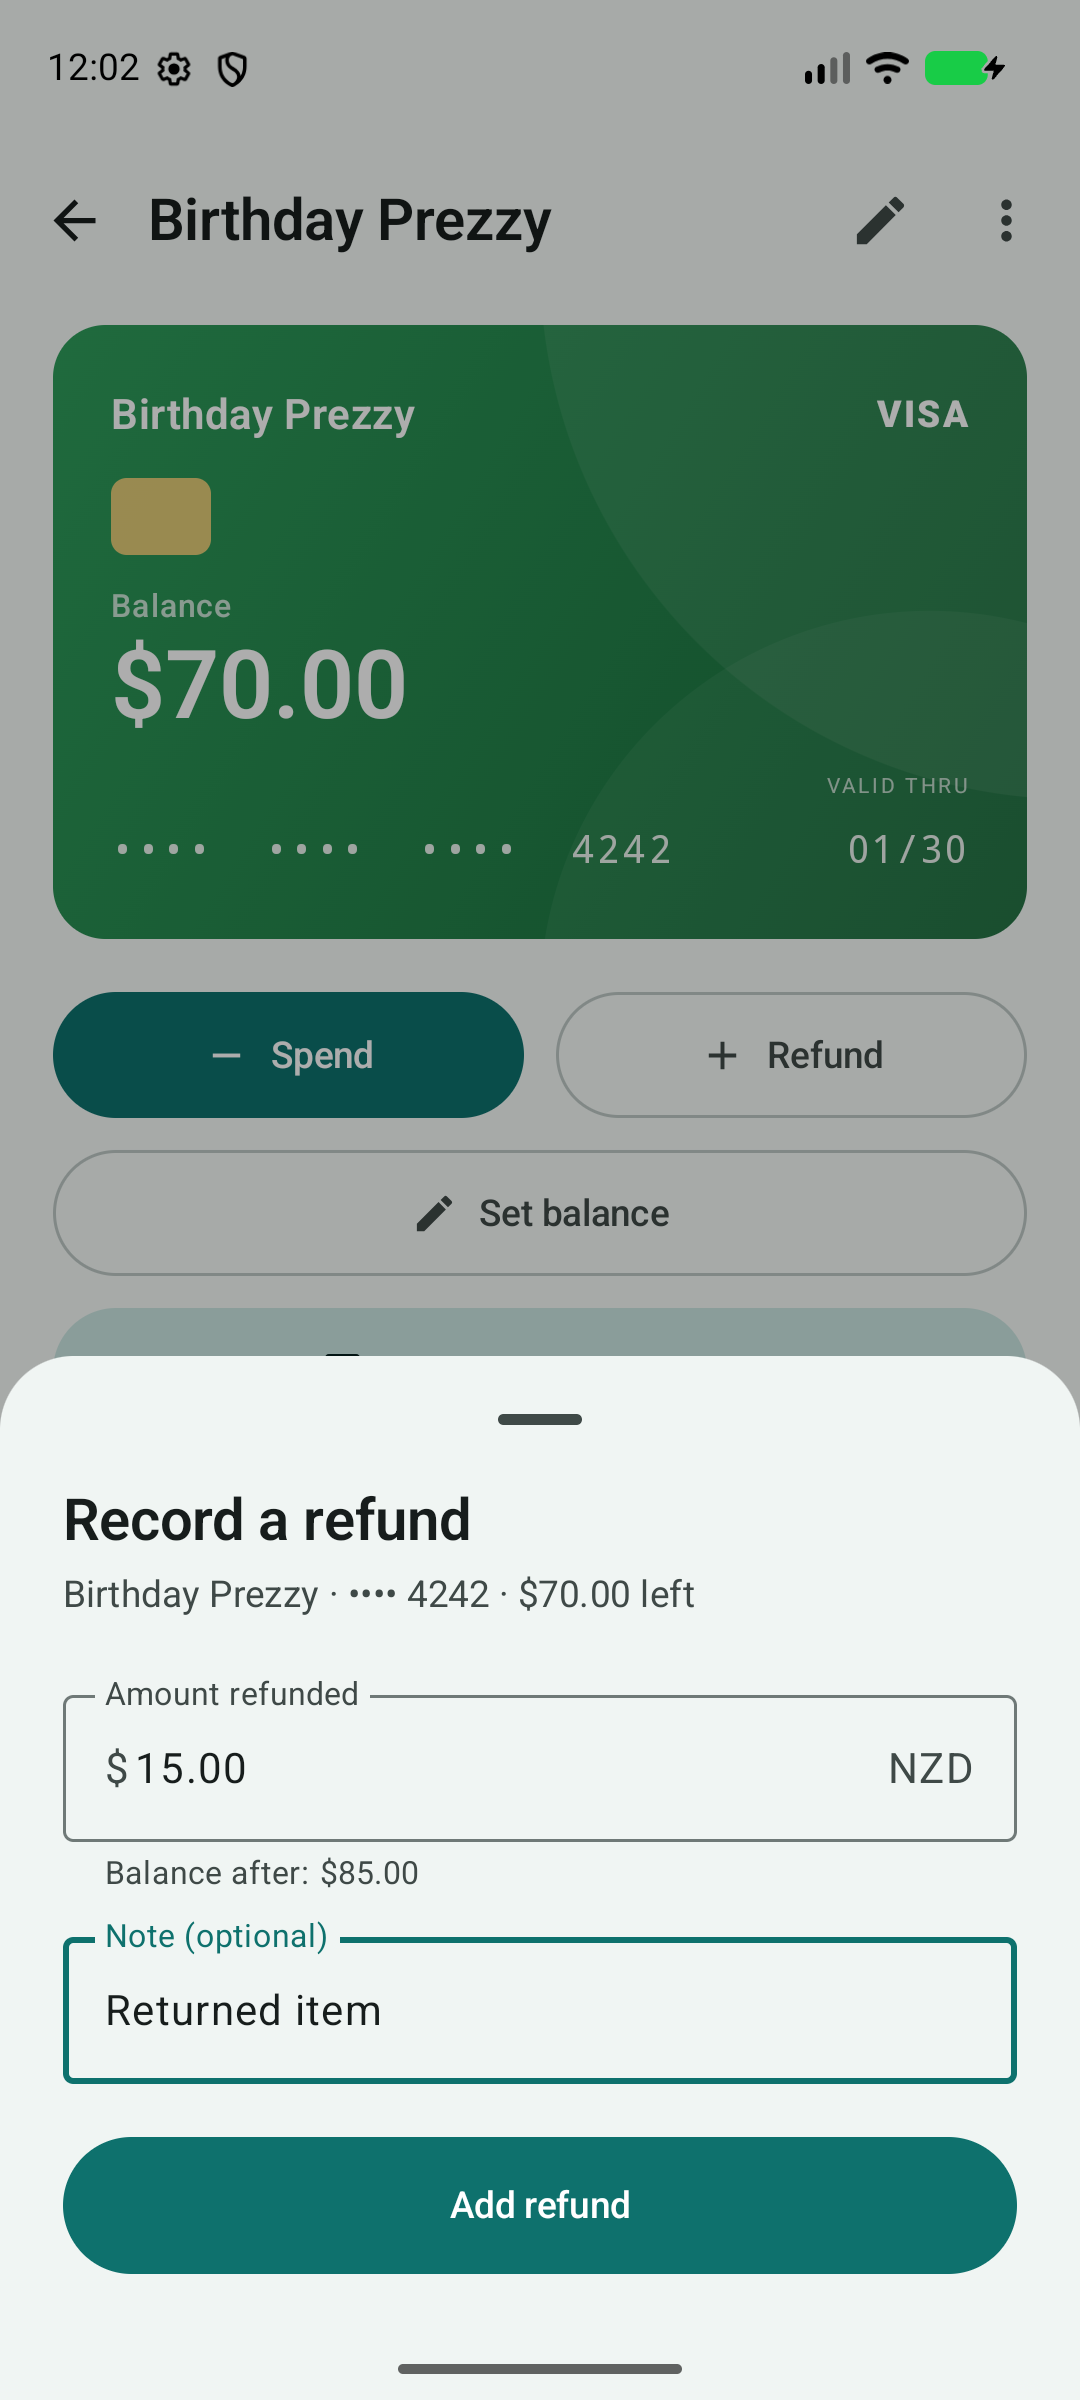 12:02
Birthday Prezzy
Birthday Prezzy
VISA
Balance
$70.00
VALID THRU
•••• •••• •••• 4242 01/30
Spend
Refund
Set balance
Record a refund
Birthday Prezzy · •••• 4242 · $70.00 left
Amount refunded
$ 15.00 NZD
Balance after: $85.00
Note (optional)
Returned item
Add refund